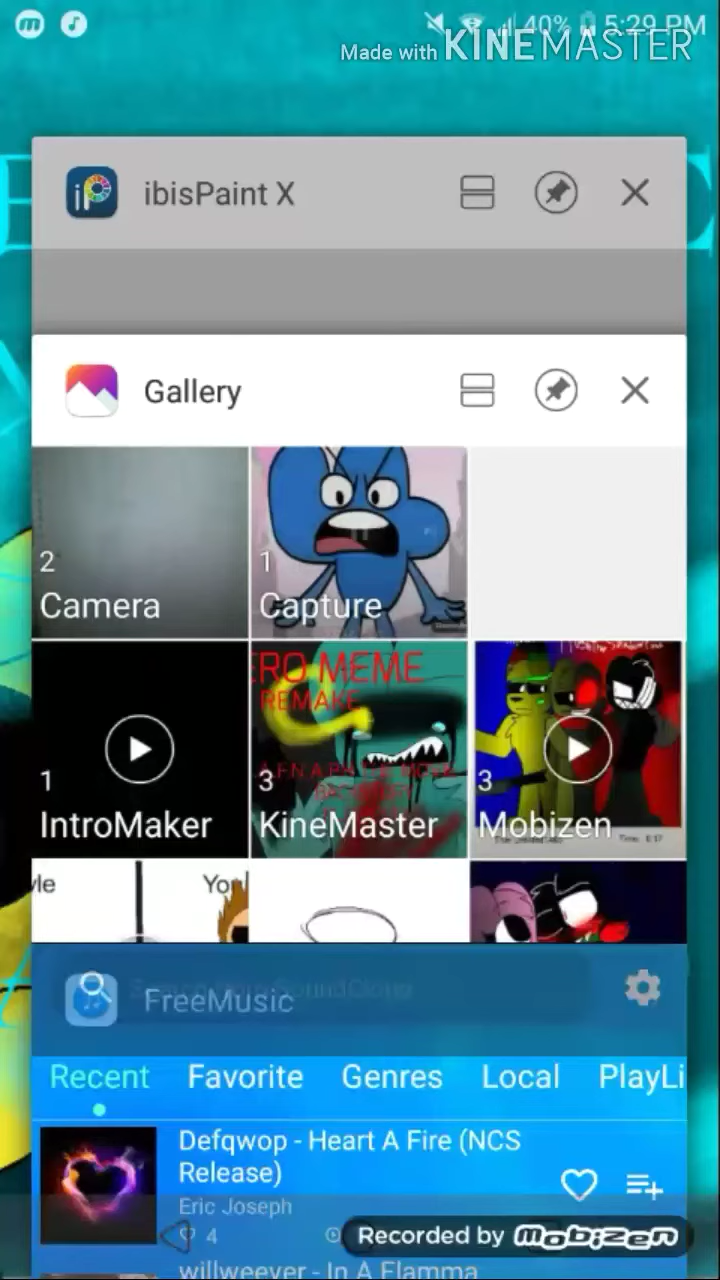 40% 5:29 PM
Made with KINEMASTER
ibisPaint X
Gallery
2
Camera
1
Capture
1
IntroMaker
ERO MEME
REMAKE
3
KineMaster
3
Mobizen
yle
You
FreeMusic
Recent Favorite Genres Local PlayLi
Defqwop - Heart A Fire (NCS
Release)
Eric Joseph
4
Recorded by mobizen
willweever - In A Flamma